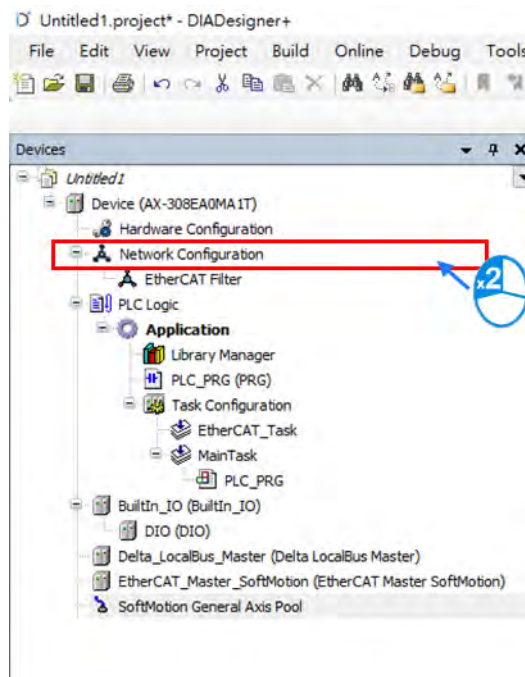 Untitled1.project* - DIADesigner+
File Edit View Project Build Online Debug Tools
Devices
Untitled1
Device (AX-308EA0MA1T)
Hardware Configuration
Network Configuration
x2
EtherCAT Filter
PLC Logic
Application
Library Manager
PLC_PRG (PRG)
Task Configuration
EtherCAT_Task
MainTask
PLC_PRG
BuiltIn_IO (BuiltIn_IO)
DIO (DIO)
Delta_LocalBus_Master (Delta LocalBus Master)
EtherCAT_Master_SoftMotion (EtherCAT Master SoftMotion)
SoftMotion General Axis Pool